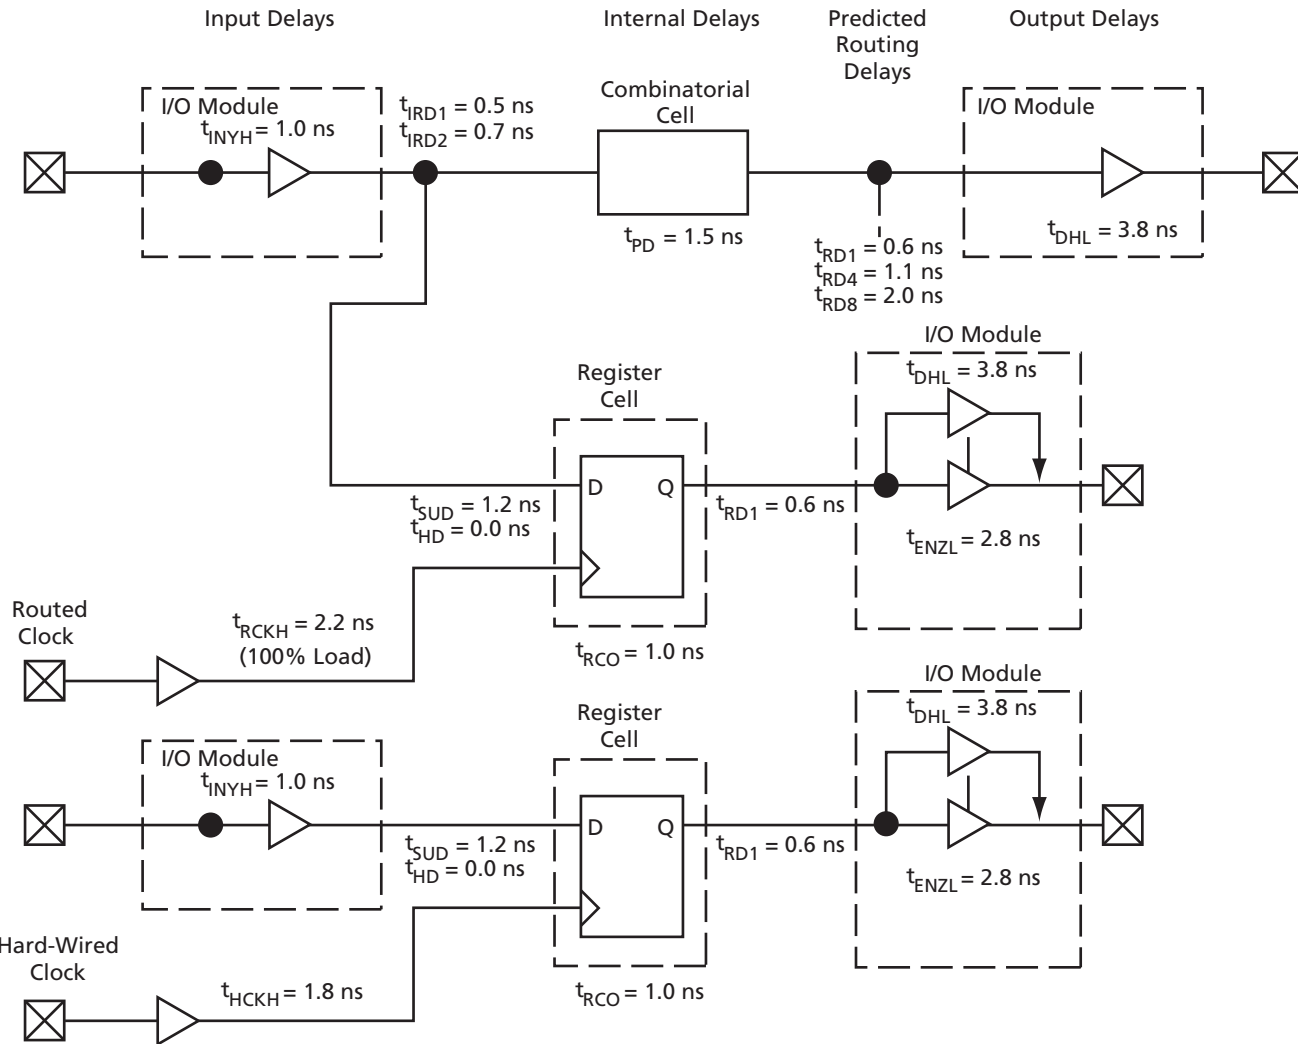 Input Delays
Internal Delays
Predicted
Routing
Delays
Output Delays
I/O Module
tINYH = 1.0 ns
tIRD1 = 0.5 ns
tIRD2 = 0.7 ns
Combinatorial
Cell
tPD = 1.5 ns
I/O Module
tDHL = 3.8 ns
tRD1 = 0.6 ns
tRD4 = 1.1 ns
tRD8 = 2.0 ns
I/O Module
tDHL = 3.8 ns
Register
Cell
D Q
tSUD = 1.2 ns
tHD = 0.0 ns
tRD1 = 0.6 ns
tENZL = 2.8 ns
Routed
Clock
tRCKH = 2.2 ns
(100% Load)
tRCO = 1.0 ns
I/O Module
tDHL = 3.8 ns
Register
Cell
I/O Module
tINYH = 1.0 ns
D Q
tSUD = 1.2 ns
tHD = 0.0 ns
tRD1 = 0.6 ns
tENZL = 2.8 ns
Hard-Wired
Clock
tHCKH = 1.8 ns
tRCO = 1.0 ns